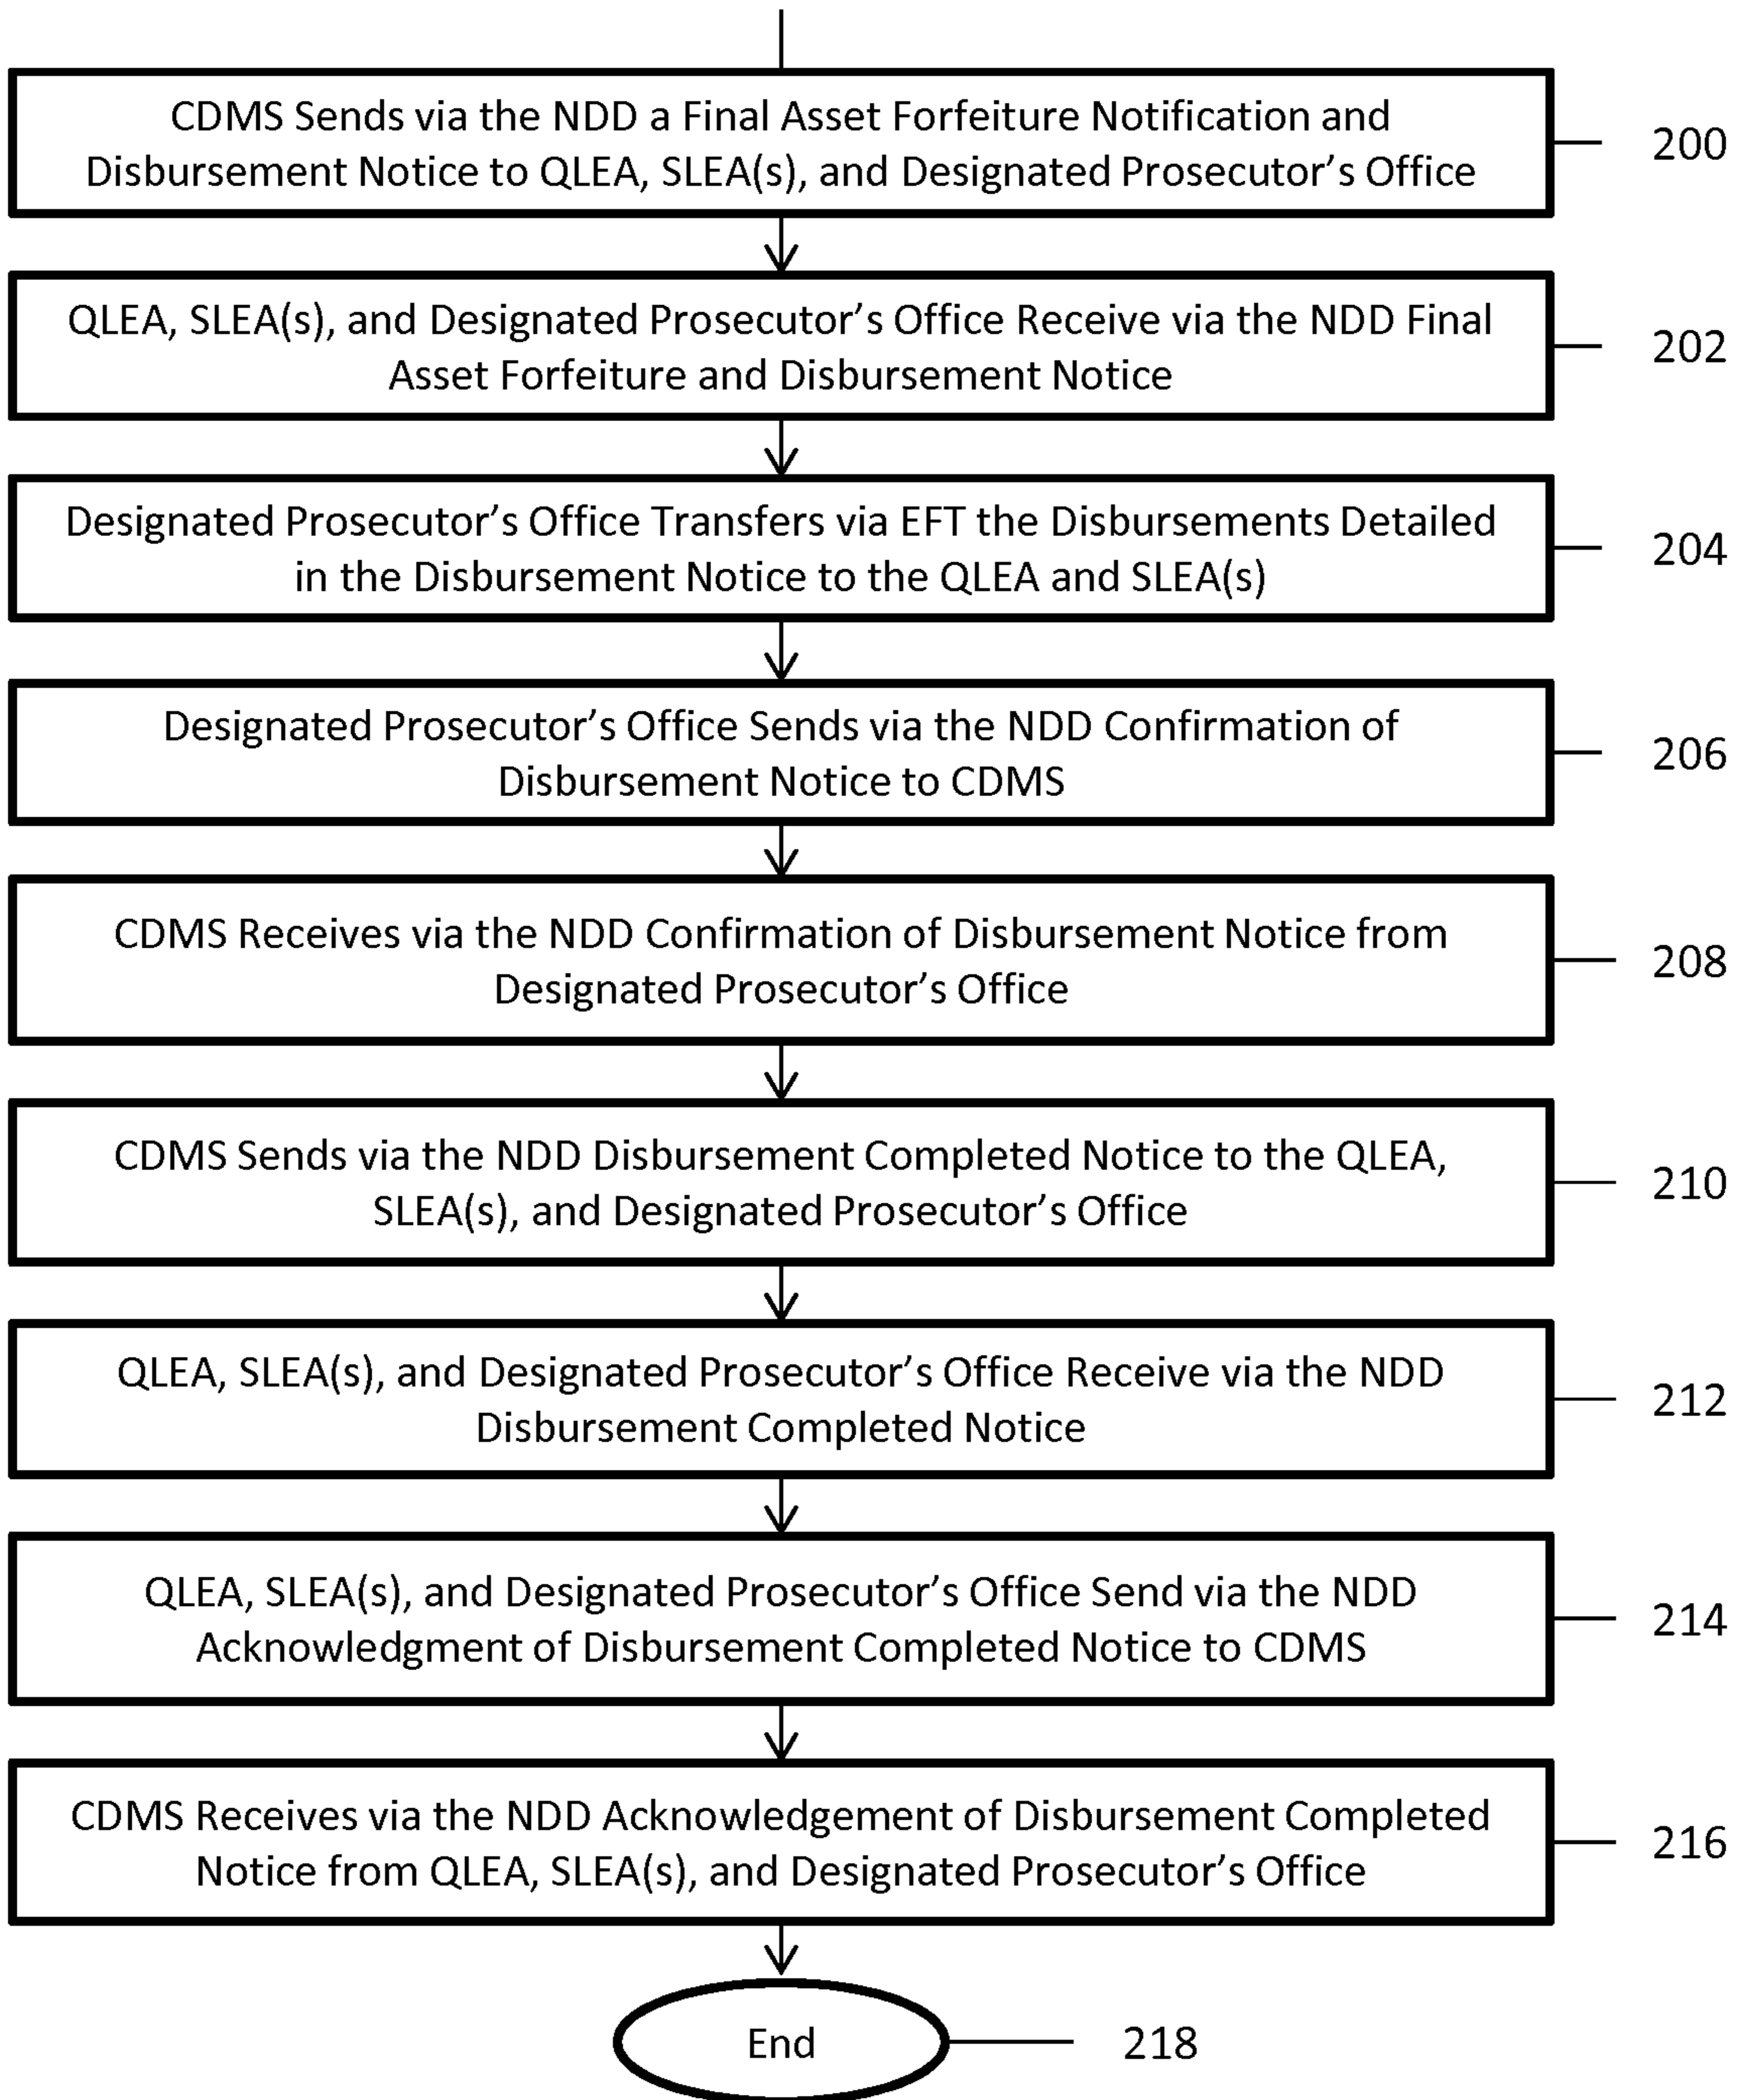 CDMS Sends via the NDD a Final Asset Forfeiture Notification and
Disbursement Notice to QLEA, SLEA(s), and Designated Prosecutor's Office
200
QLEA, SLEA(s), and Designated Prosecutor's Office Receive via the NDD Final
Asset Forfeiture and Disbursement Notice
202
Designated Prosecutor's Office Transfers via EFT the Disbursements Detailed
in the Disbursement Notice to the QLEA and SLEA(s)
204
Designated Prosecutor's Office Sends via the NDD Confirmation of
Disbursement Notice to CDMS
206
CDMS Receives via the NDD Confirmation of Disbursement Notice from
Designated Prosecutor's Office
208
CDMS Sends via the NDD Disbursement Completed Notice to the QLEA,
SLEA(s), and Designated Prosecutor's Office
210
QLEA, SLEA(s), and Designated Prosecutor's Office Receive via the NDD
Disbursement Completed Notice
212
QLEA, SLEA(s), and Designated Prosecutor's Office Send via the NDD
Acknowledgment of Disbursement Completed Notice to CDMS
214
CDMS Receives via the NDD Acknowledgement of Disbursement Completed
Notice from QLEA, SLEA(s), and Designated Prosecutor's Office
216
End
218